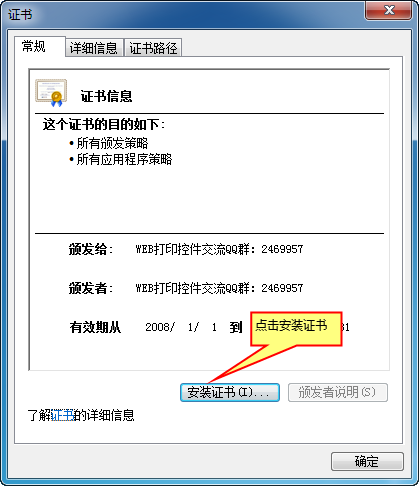 证书
常规 详细信息 证书路径
证书信息
这个证书的目的如下:
•所有颁发策略
•所有应用程序策略
颁发给: WEB打印控件交流QQ群: 2469957
颁发者: WEB打印控件交流QQ群: 2469957
有效期从 2008/ 1/ 1 到 31
点击安装证书
安装证书(I)... 颁发者说明(S)
了解证书的详细信息
确定